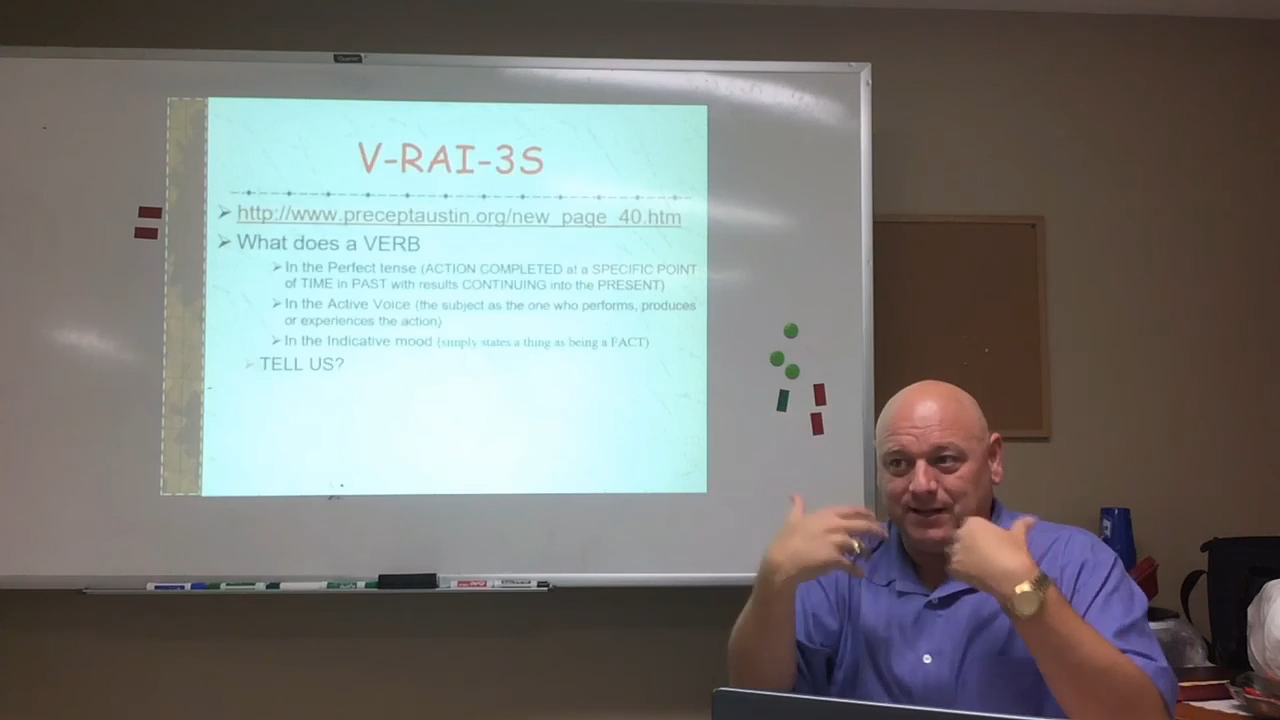 V-RAI-3S
http://www.preceptaustin.org/new_page_40.htm
What does a VERB
In the Perfect tense (ACTION COMPLETED at a SPECIFIC POINT
of TIME in PAST with results CONTINUING into the PRESENT)
In the Active Voice (the subject as the one who performs, produces
or experiences the action)
In the Indicative mood (simply states a thing as being a FACT)
TELL US?